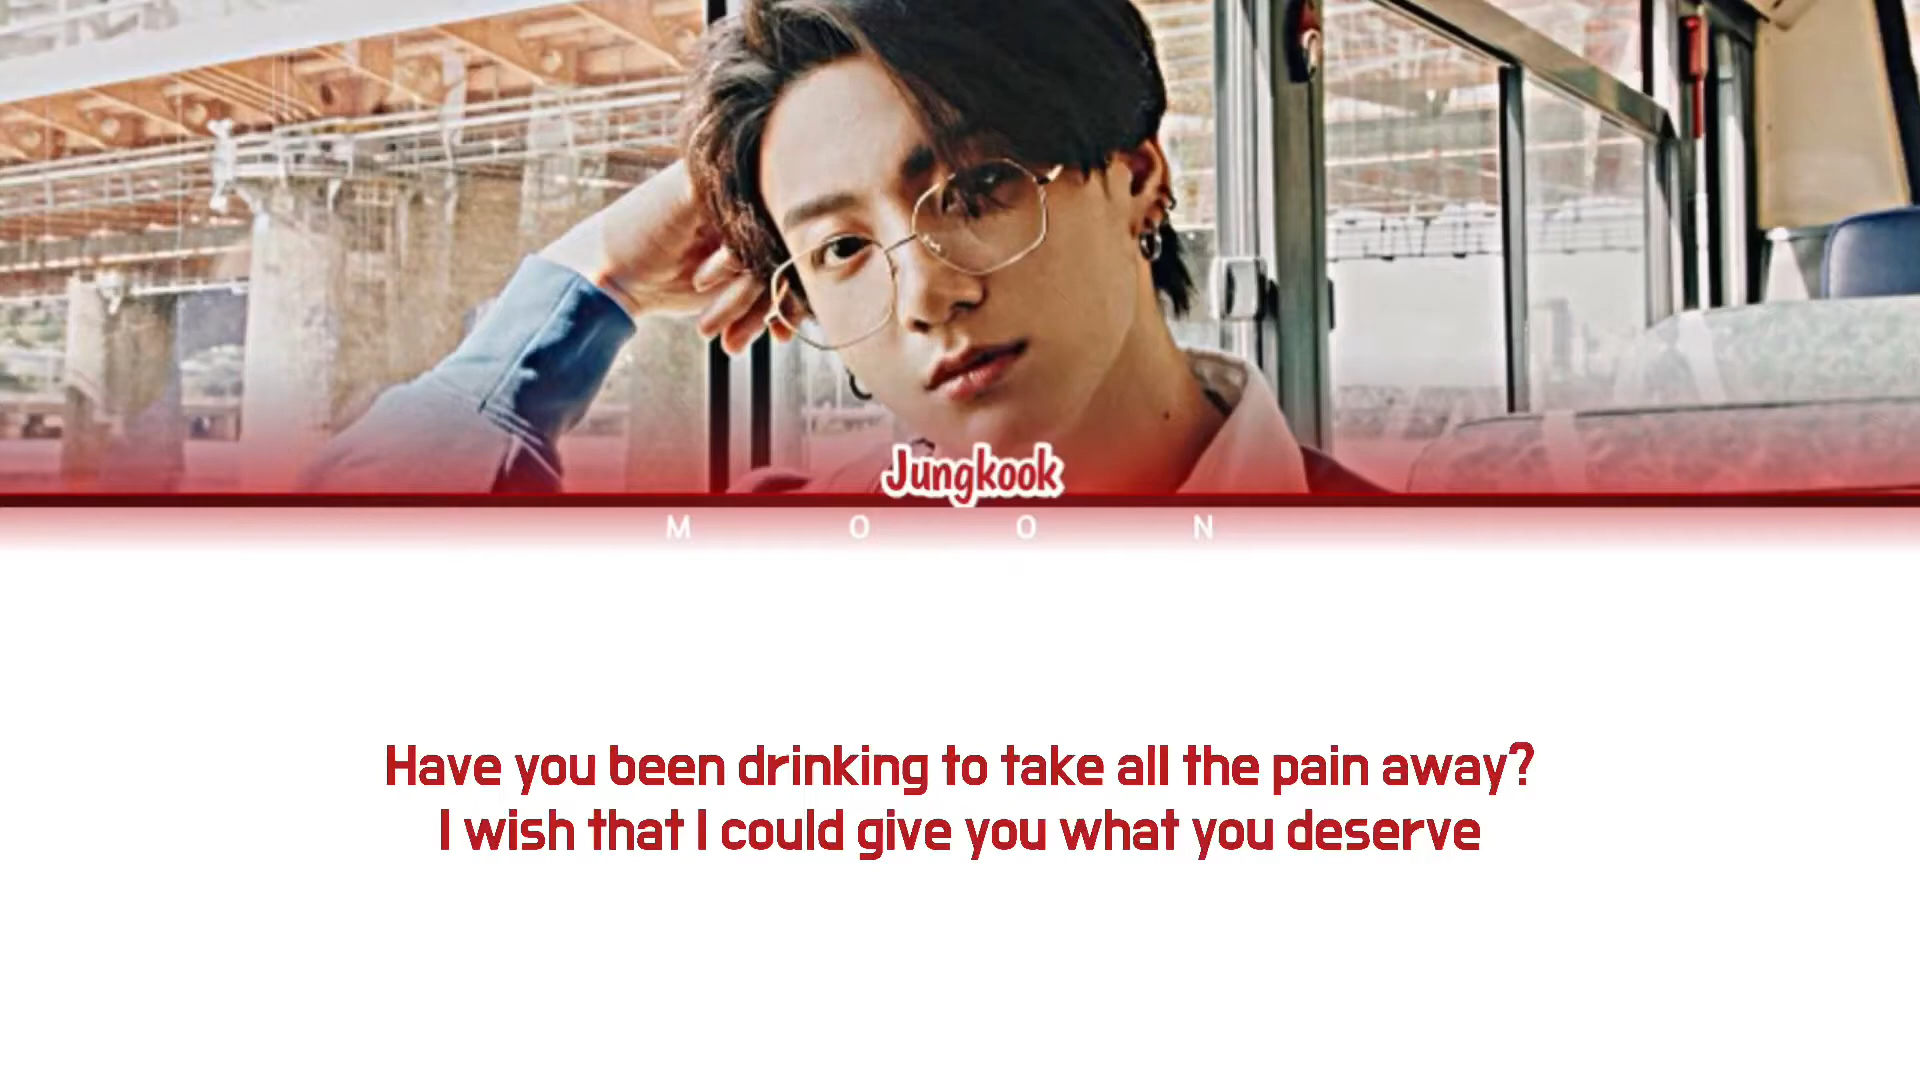 Jungkook
M O O N
Have you been drinking to take all the pain away?
I wish that I could give you what you deserve